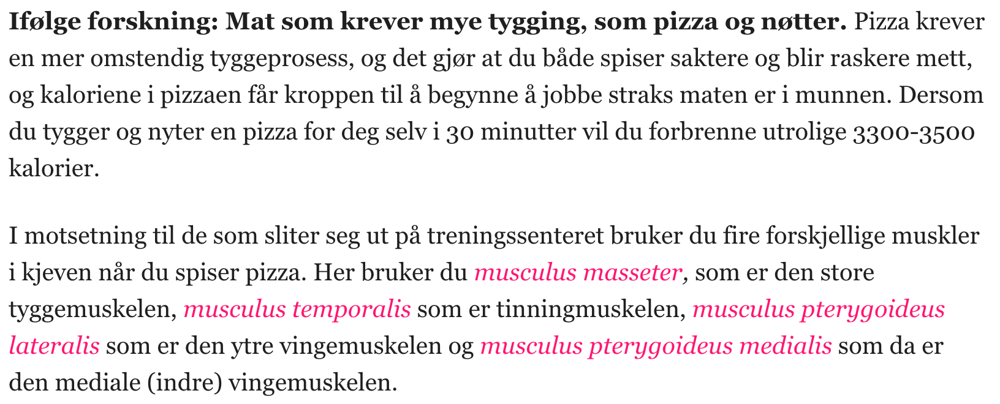 Ifølge forskning: Mat som krever mye tygging, som pizza og nøtter. Pizza krever
en mer omstendig tyggeprosess, og det gjør at du både spiser saktere og blir raskere mett,
og kaloriene i pizzaen får kroppen til å begynne å jobbe straks maten er i munnen. Dersom
du tygger og nyter en pizza for deg selv i 30 minutter vil du forbrenne utrolige 3300-3500
kalorier.
I motsetning til de som sliter seg ut på treningssenteret bruker du fire forskjellige muskler
i kjeven når du spiser pizza. Her bruker du musculus masseter, som er den store
tyggemuskelen, musculus temporalis som er tinningmuskelen, musculus pterygoideus
lateralis som er den ytre vingemuskelen og musculus pterygoideus medialis som da er
den mediale (indre) vingemuskelen.